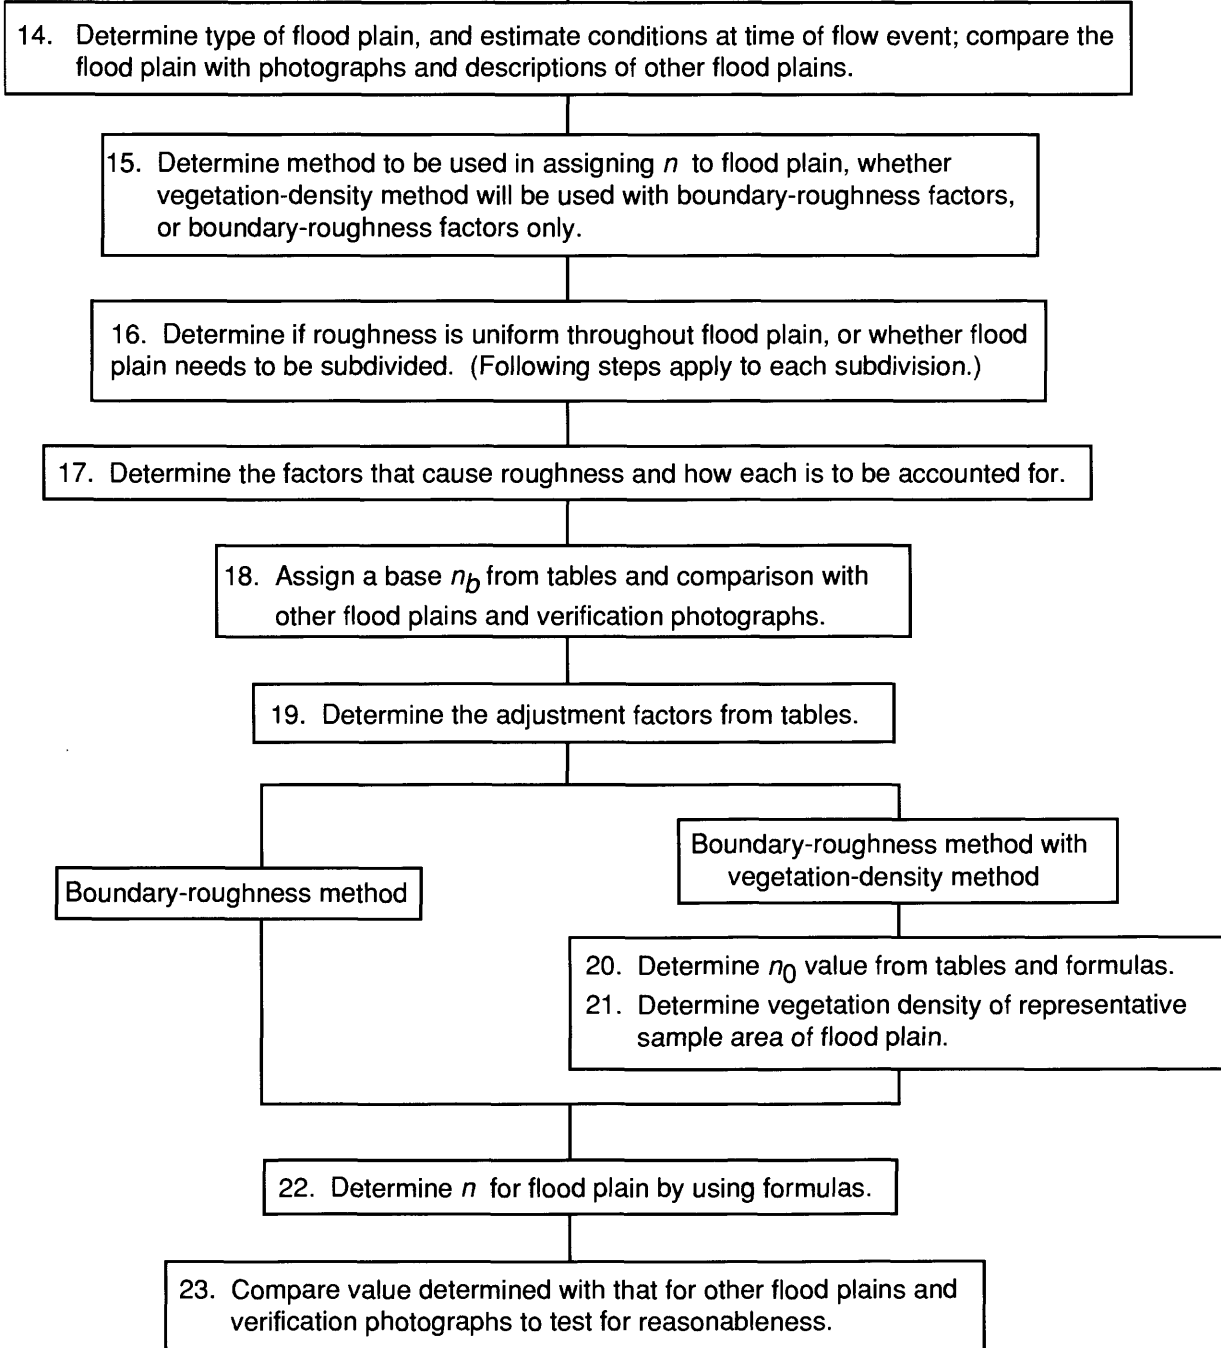 14. Determine type of flood plain, and estimate conditions at time of flow event; compare the
flood plain with photographs and descriptions of other flood plains.
15. Determine method to be used in assigning n to flood plain, whether
vegetation-density method will be used with boundary-roughness factors,
or boundary-roughness factors only.
16. Determine if roughness is uniform throughout flood plain, or whether flood
plain needs to be subdivided. (Following steps apply to each subdivision.)
17. Determine the factors that cause roughness and how each is to be accounted for.
18. Assign a base nb from tables and comparison with
other flood plains and verification photographs.
19. Determine the adjustment factors from tables.
Boundary-roughness method with
vegetation-density method
Boundary-roughness method
20. Determine n0 value from tables and formulas.
21. Determine vegetation density of representative
sample area of flood plain.
22. Determine n for flood plain by using formulas.
23. Compare value determined with that for other flood plains and
verification photographs to test for reasonableness.